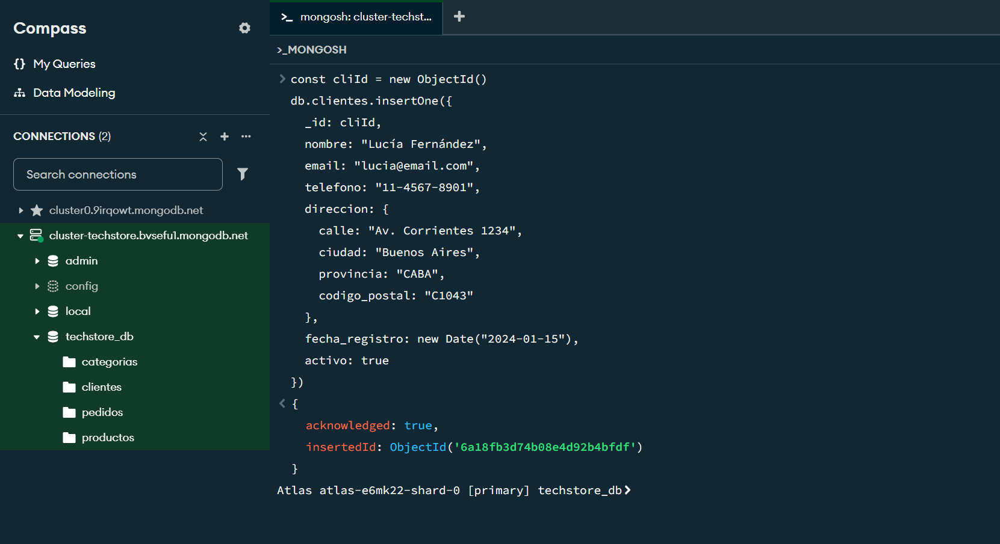 Compass
My Queries
Data Modeling
CONNECTIONS (2)
Search connections
cluster0.9irqowt.mongodb.net
cluster-techstore.bvseful.mongodb.net
admin
config
local
techstore_db
categorias
clientes
pedidos
productos
>_ mongosh: cluster-techst...
>_MONGOSH
const cliId = new ObjectId()
db.clientes.insertOne({
_id: cliId,
nombre: "Lucía Fernández",
email: "lucia@email.com",
telefono: "11-4567-8901",
direccion: {
calle: "Av. Corrientes 1234",
ciudad: "Buenos Aires",
provincia: "CABA",
codigo_postal: "C1043"
},
fecha_registro: new Date("2024-01-15"),
activo: true
})
{
acknowledged: true,
insertedId: ObjectId('6a18fb3d74b08e4d92b4bfdf')
}
Atlas atlas-e6mk22-shard-0 [primary] techstore_db>